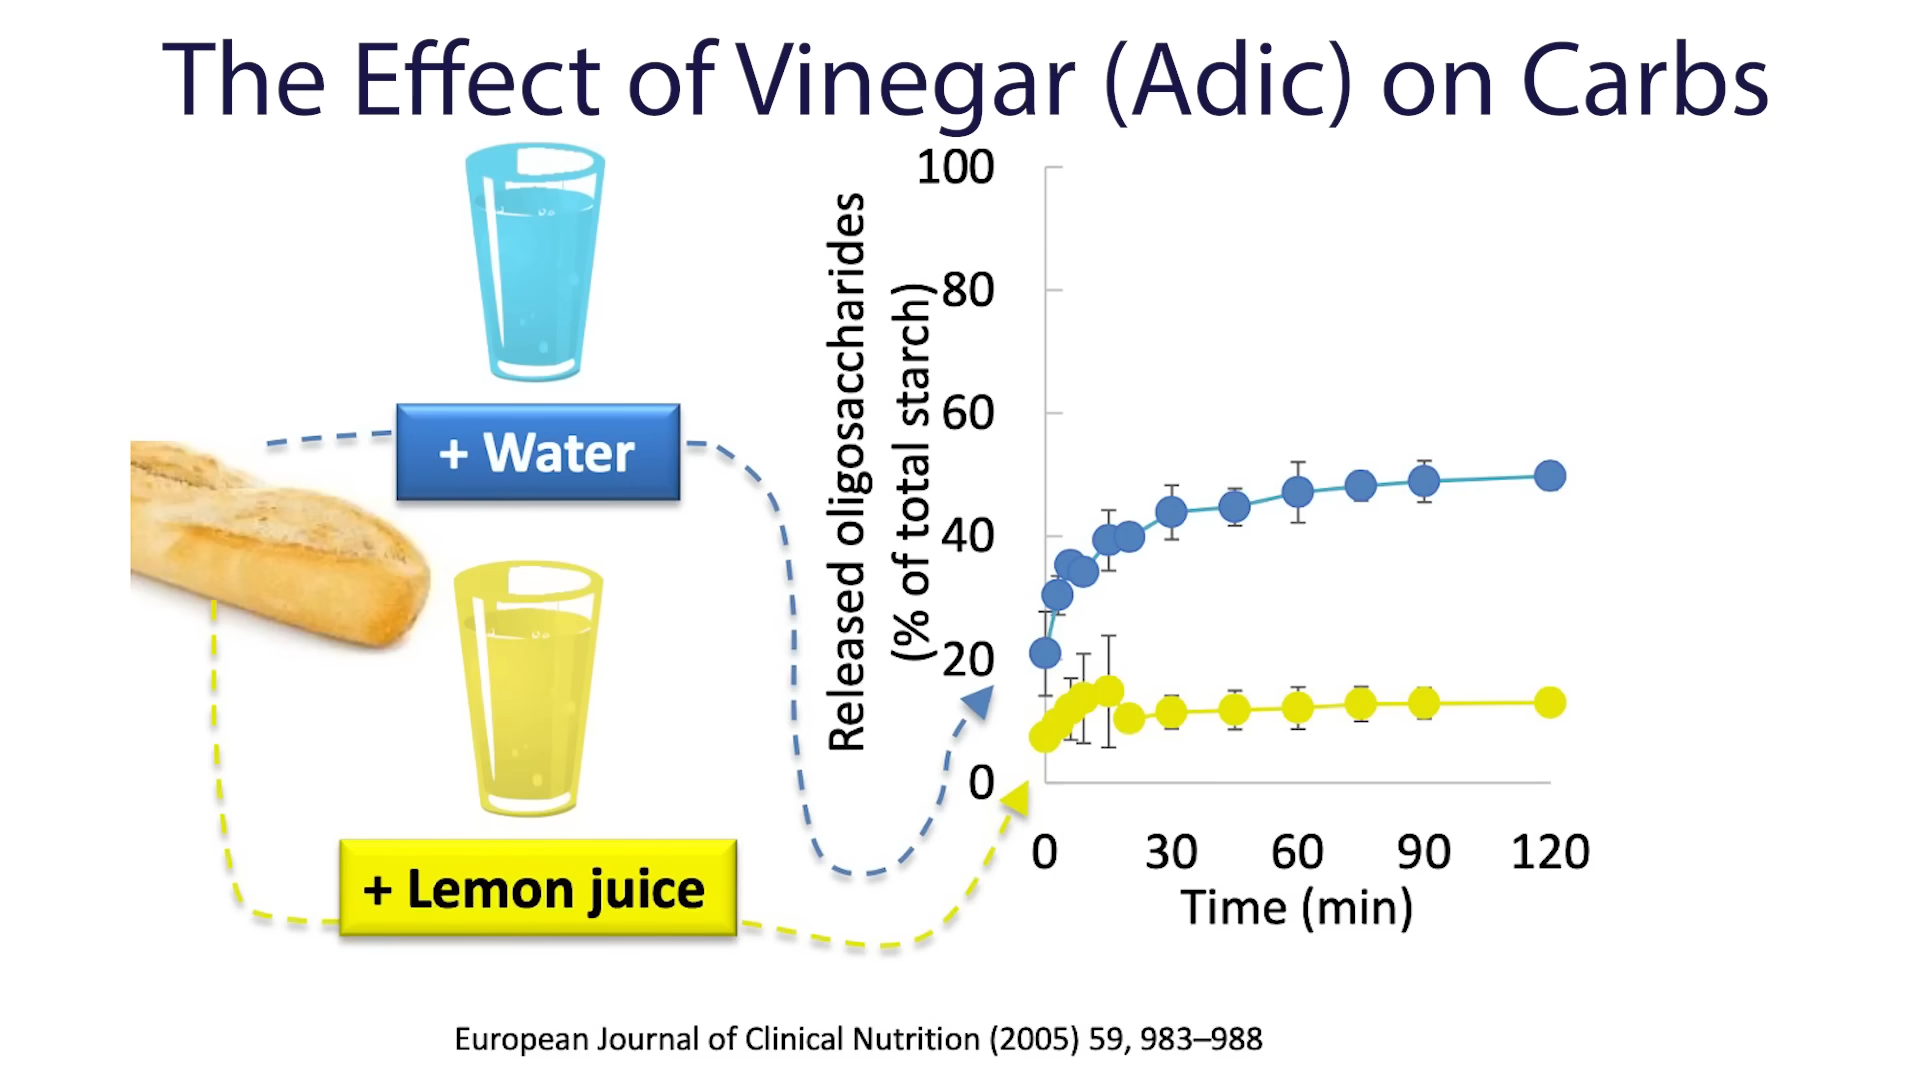 The Effect of Vinegar (Adic) on Carbs
+ Water
+ Lemon juice
Released oligosaccharides
(% of total starch)
100
80
60
40
20
0
0 30 60 90 120
Time (min)
European Journal of Clinical Nutrition (2005) 59, 983–988